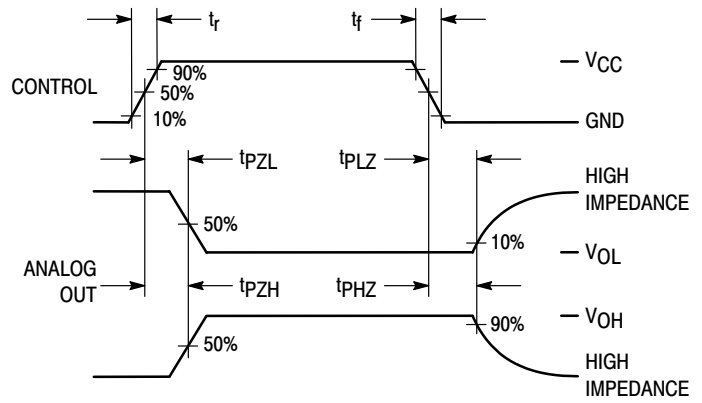 tr
tf
90%
VCC
CONTROL
50%
10%
GND
tPZL
tPLZ
HIGH
IMPEDANCE
50%
10%
VOL
ANALOG
OUT
tPZH
tPHZ
VOH
90%
50%
HIGH
IMPEDANCE